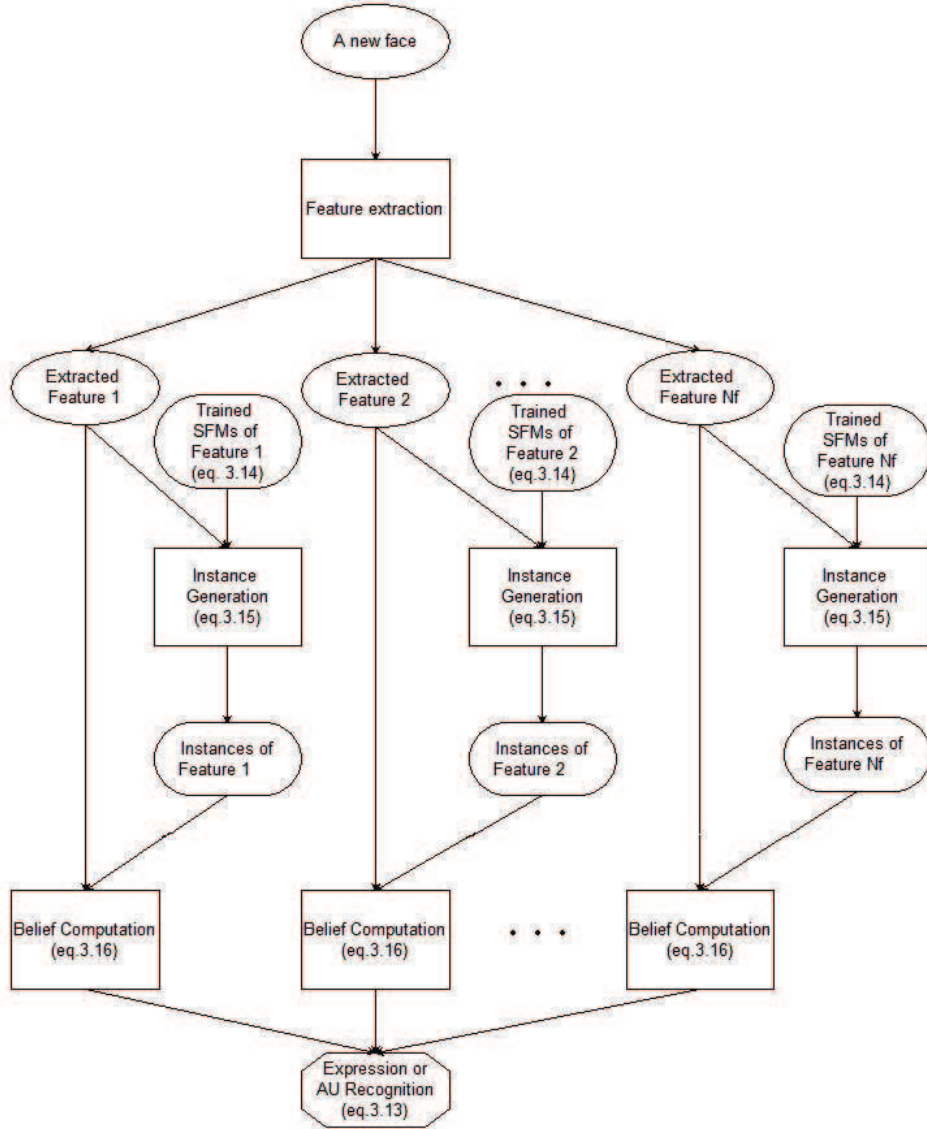 A new face
Feature extraction
Extracted
Feature 1
Extracted
Feature 2
Extracted
Feature Nf
Trained
SFMs of
Feature 1
(eq. 3.14)
Trained
SFMs of
Feature 2
(eq.3.14)
Trained
SFMs of
Feature Nf
(eq.3.14)
Instance
Generation
(eq.3.15)
Instance
Generation
(eq.3.15)
Instance
Generation
(eq.3.15)
Instances of
Feature 1
Instances of
Feature 2
Instances of
Feature Nf
Belief Computation
(eq.3.16)
Belief Computation
(eq.3.16)
Belief Computation
(eq.3.16)
Expression or
AU Recognition
(eq.3.13)